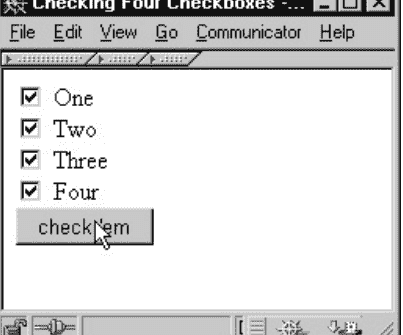 Checking Four Checkboxes -...
File Edit View Go Communicator Help
One
Two
Three
Four
check 'em